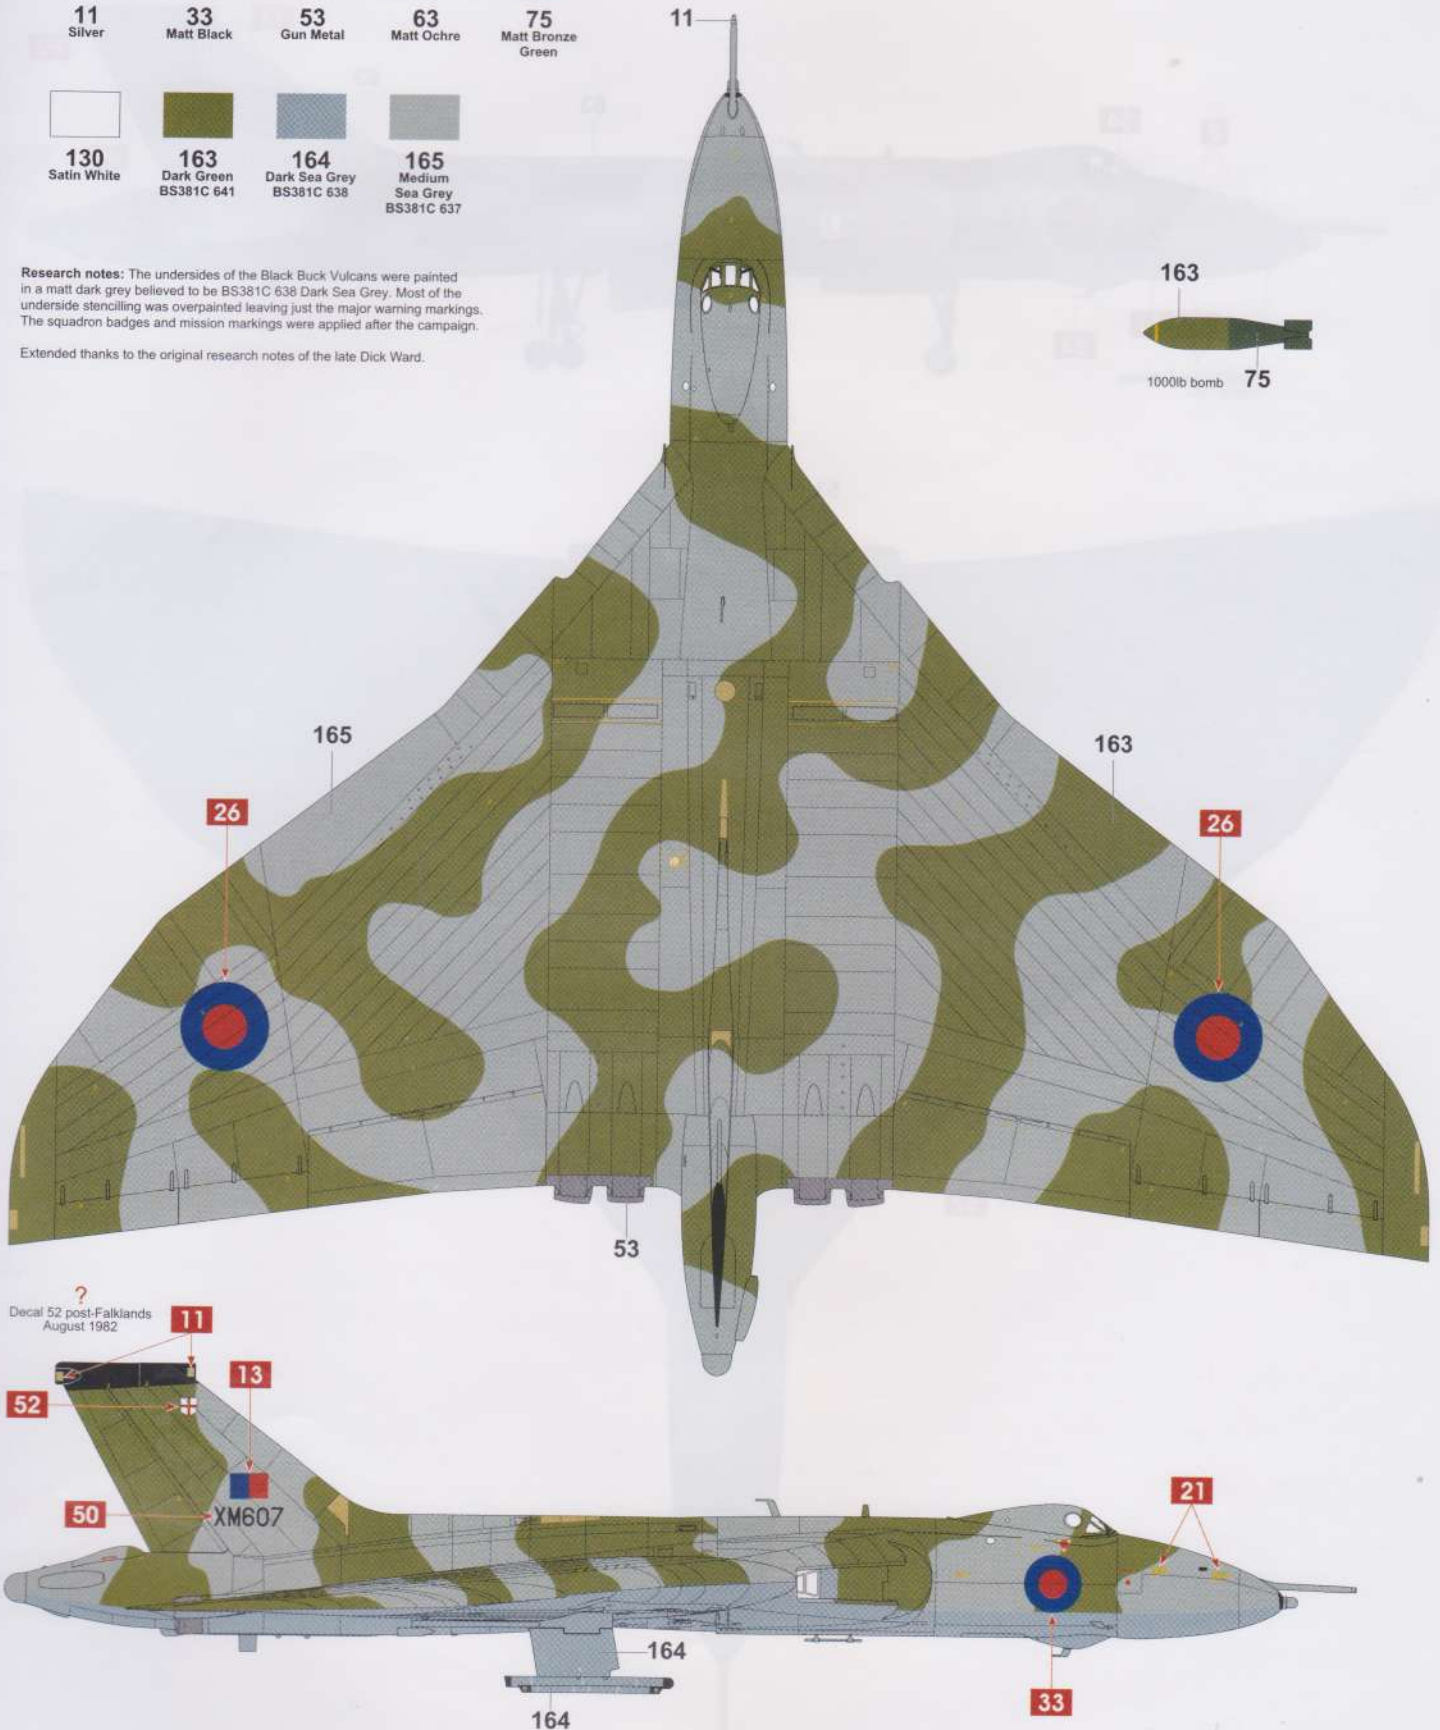 11
Silver
33
Matt Black
53
Gun Metal
63
Matt Ochre
75
Matt Bronze
Green
130
Satin White
163
Dark Green
BS381C 641
164
Dark Sea Grey
BS381C 638
165
Medium
Sea Grey
BS381C 637
Research notes: The undersides of the Black Buck Vulcans were painted
in a matt dark grey believed to be BS381C 638 Dark Sea Grey. Most of the
underside stencilling was overpainted leaving just the major warning markings.
The squadron badges and mission markings were applied after the campaign.
Extended thanks to the original research notes of the late Dick Ward.
11
163
1000lb bomb
75
165
163
26
26
53
?
Decal 52 post-Falklands
August 1982
11
13
52
50
XM607
21
164
164
33